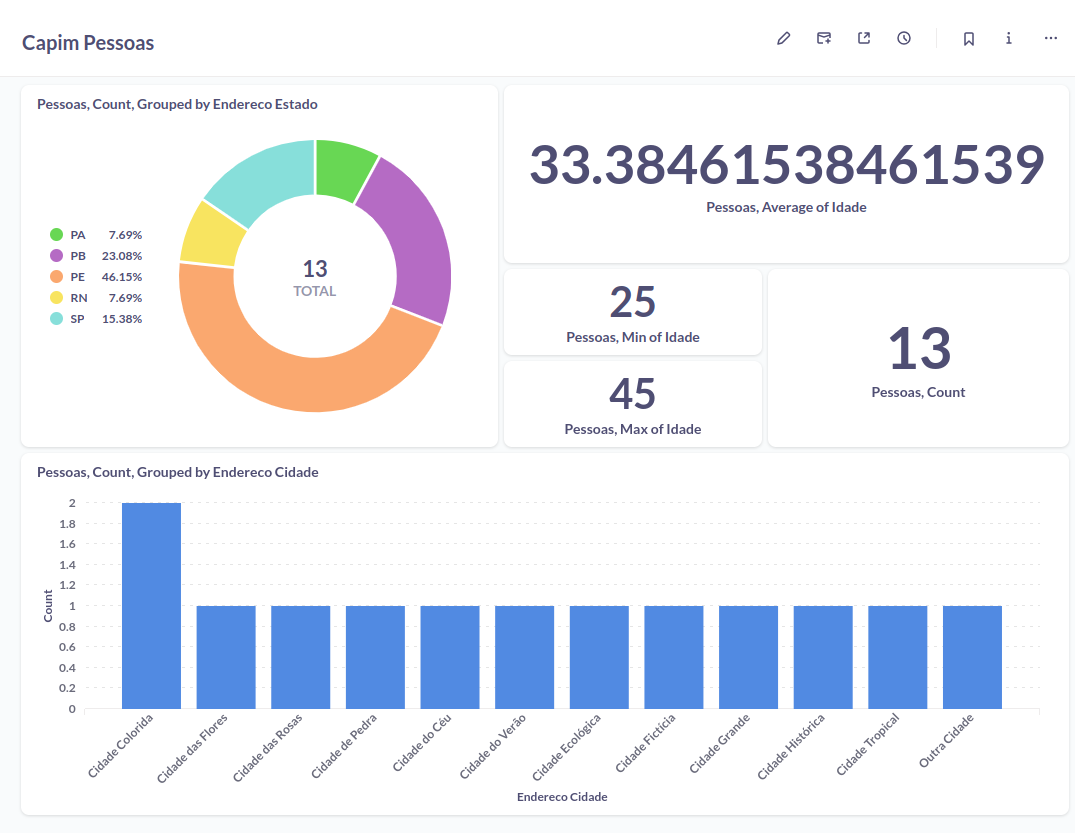 Capim Pessoas
Pessoas, Count, Grouped by Endereco Estado
PA 7.69%
PB 23.08%
PE 46.15%
RN 7.69%
SP 15.38%
13
TOTAL
33.384615384615539
Pessoas, Average of Idade
25
Pessoas, Min of Idade
45
Pessoas, Max of Idade
13
Pessoas, Count
Pessoas, Count, Grouped by Endereco Cidade
2
1.8
1.6
1.4
1.2
1
0.8
0.6
0.4
0.2
0
Count
Cidade Colorida
Cidade das Flores
Cidade das Rosas
Cidade de Pedra
Cidade do Céu
Cidade do Verão
Cidade Ecológica
Cidade Fictícia
Cidade Grande
Cidade Histórica
Cidade Tropical
Outra Cidade
Endereco Cidade